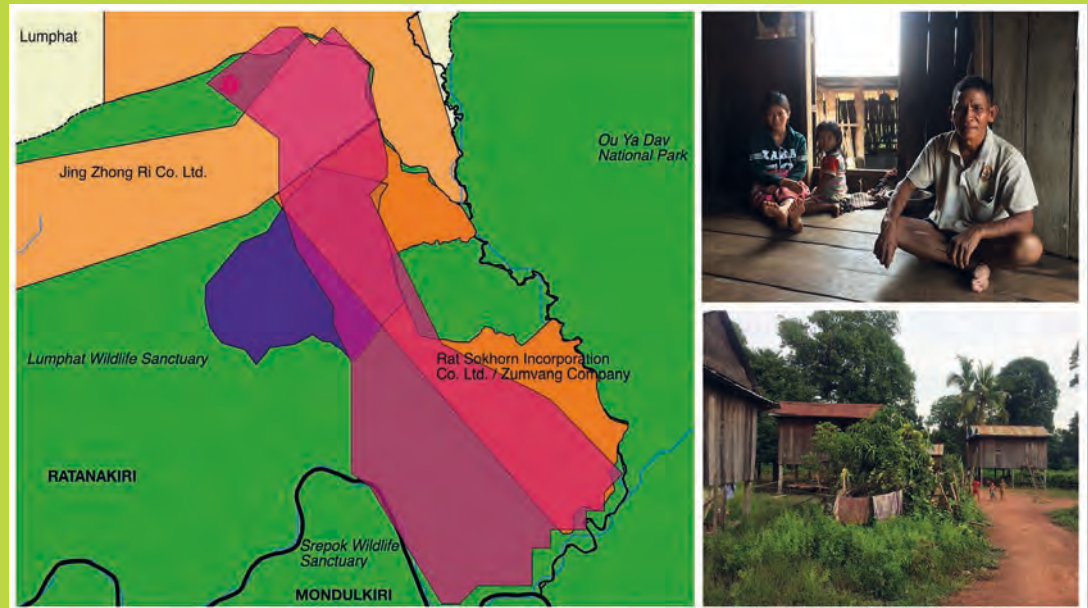 Lumphat
Ou Ya Dav
National Park
Jing Zhong Ri Co. Ltd.
Lumphat Wildlife Sanctuary
Rat Sokhorn Incorporation
Co. Ltd. / Zumvang Company
RATANAKIRI
Srepok Wildlife
Sanctuary
MONDULKIRI